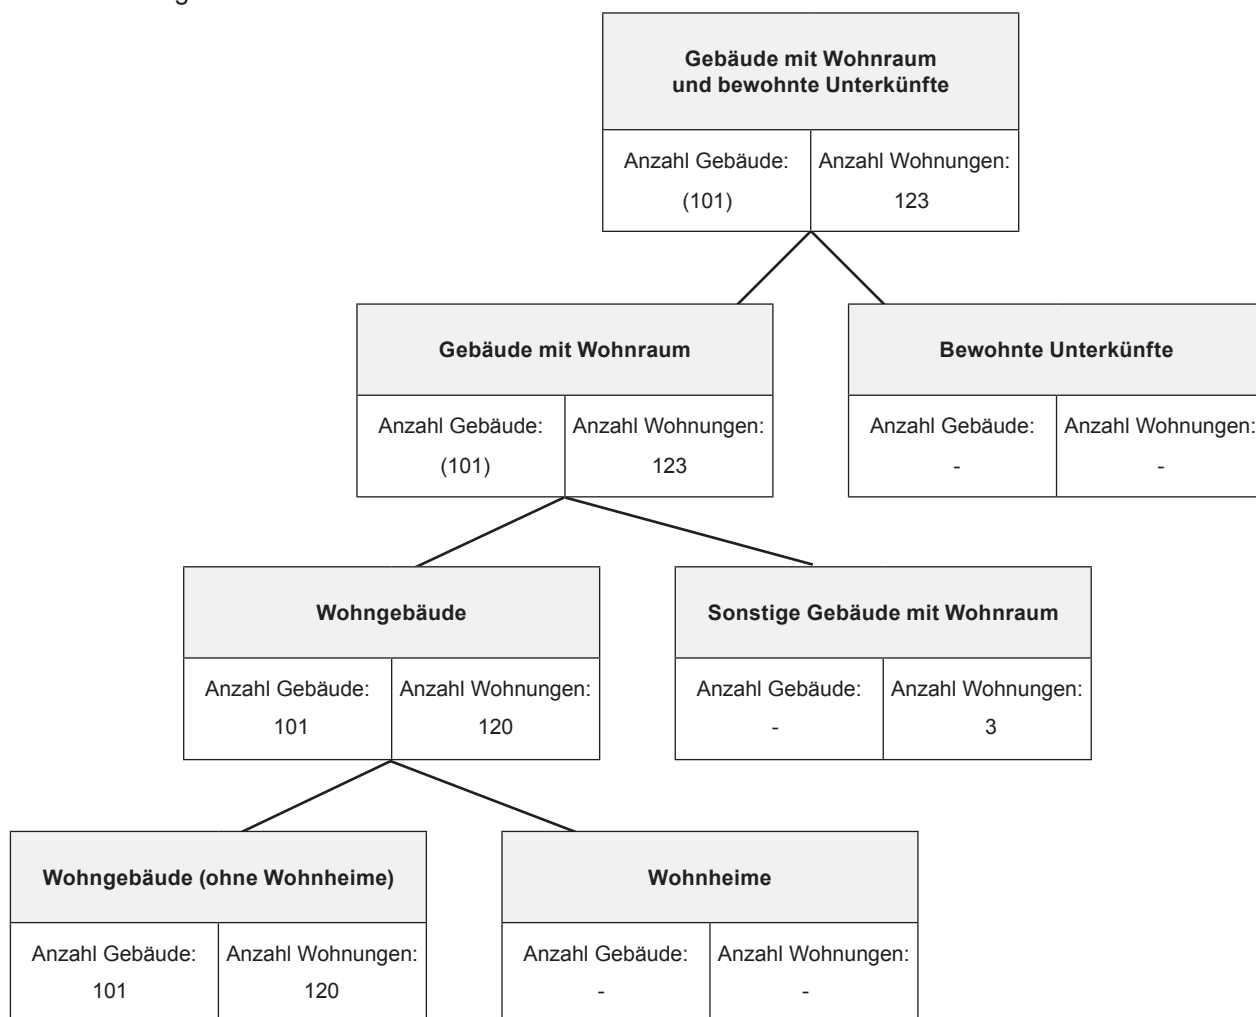 Gebäude mit Wohnraum
und bewohnte Unterkünfte
Anzahl Gebäude: Anzahl Wohnungen:
(101) 123
Gebäude mit Wohnraum
Bewohnte Unterkünfte
Anzahl Gebäude: Anzahl Wohnungen:
(101) 123
Anzahl Gebäude: Anzahl Wohnungen:
- -
Wohngebäude
Sonstige Gebäude mit Wohnraum
Anzahl Gebäude: Anzahl Wohnungen:
101 120
Anzahl Gebäude: Anzahl Wohnungen:
- 3
Wohngebäude (ohne Wohnheime)
Wohnheime
Anzahl Gebäude: Anzahl Wohnungen:
101 120
Anzahl Gebäude: Anzahl Wohnungen:
- -